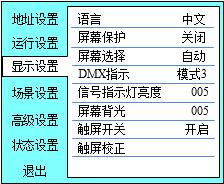 地址设置
运行设置
显示设置
场景设置
高级设置
状态设置
退出
语言 中文
屏幕保护 关闭
屏幕选择 自动
DMX指示 模式3
信号指示灯亮度 005
屏幕背光 005
触屏开关 开启
触屏校正